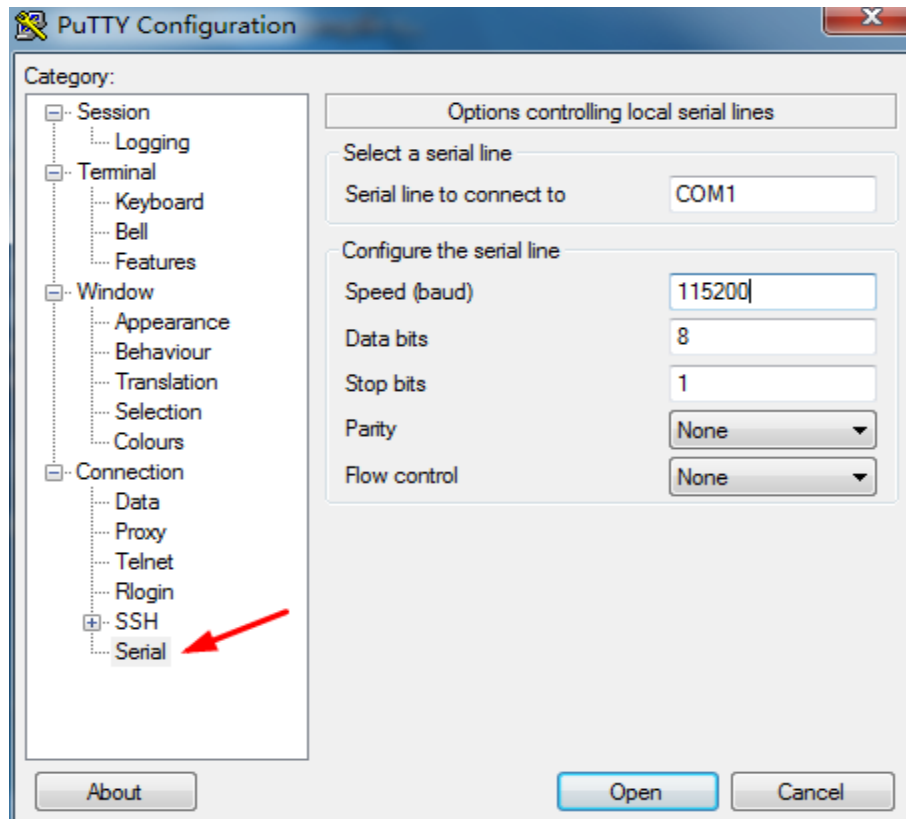 PuTTY Configuration
Category:
Session
Logging
Terminal
Keyboard
Bell
Features
Window
Appearance
Behaviour
Translation
Selection
Colours
Connection
Data
Proxy
Telnet
Rlogin
SSH
Serial
Options controlling local serial lines
Select a serial line
Serial line to connect to COM1
Configure the serial line
Speed (baud) 115200
Data bits 8
Stop bits 1
Parity None
Flow control None
About Open Cancel